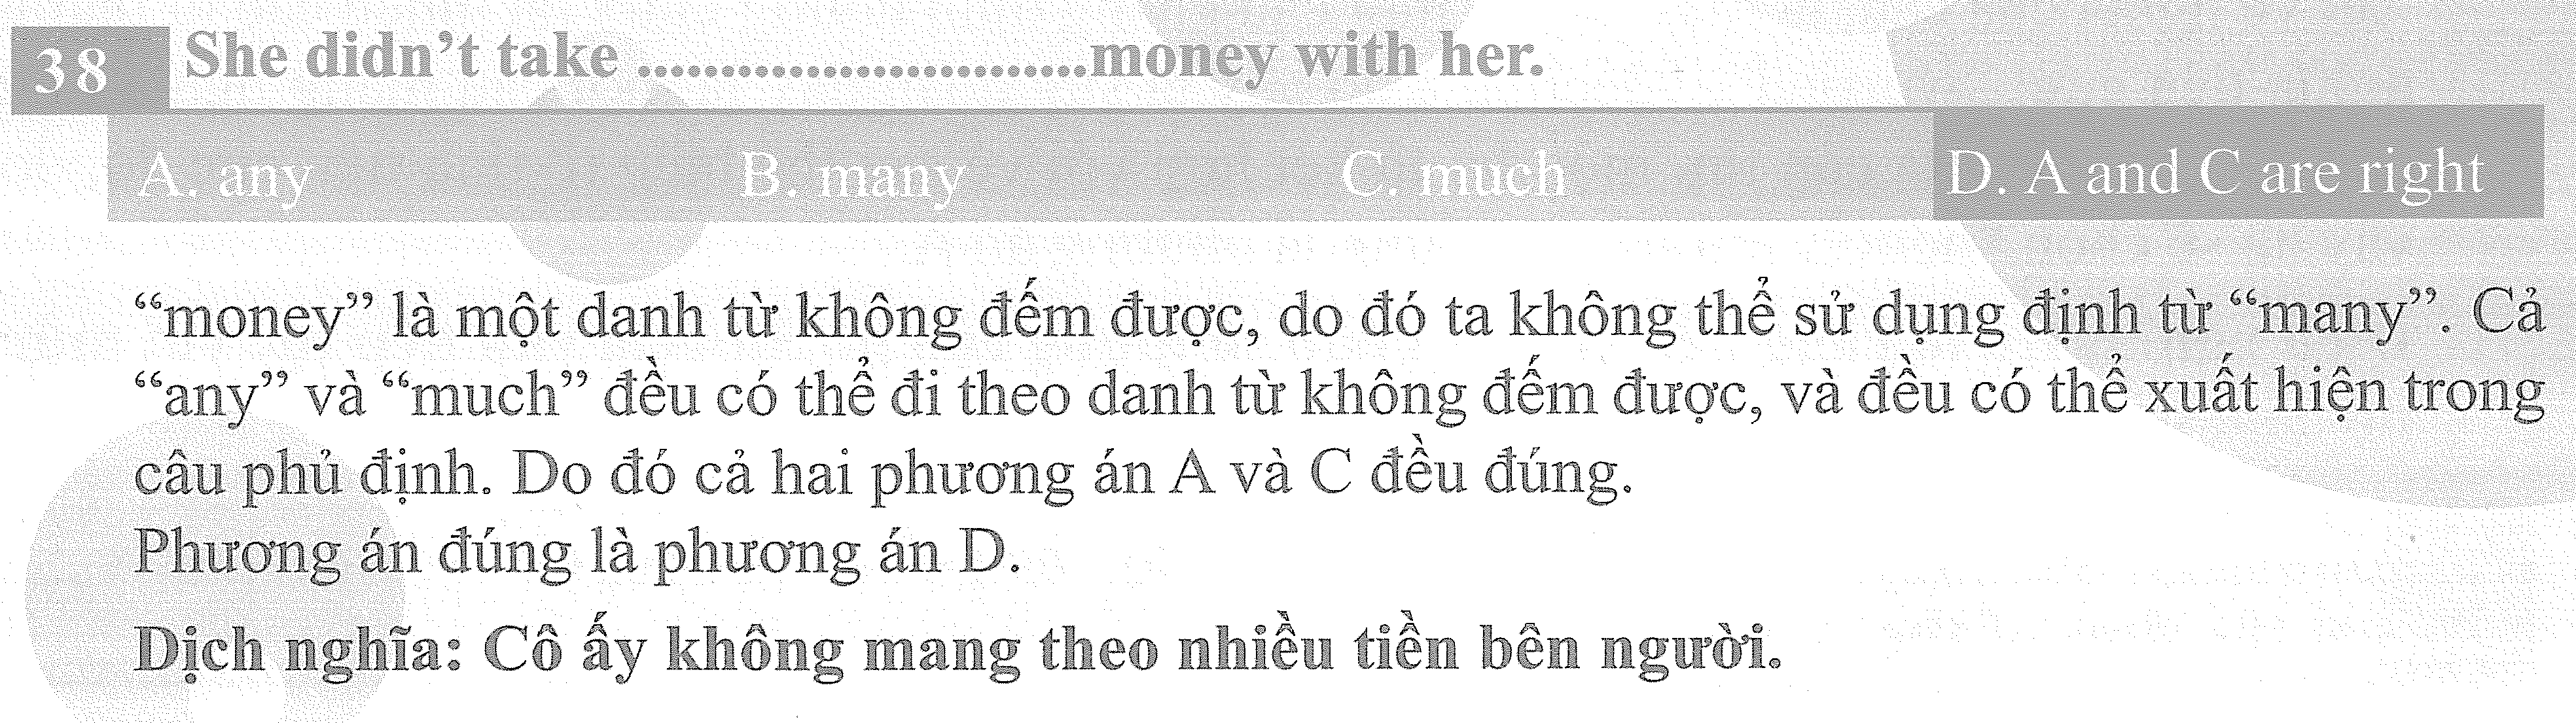 38 She didn’t take ...........................money with her.
A. any B. many C. much D. A and C are right
“money” là một danh từ không đếm được, do đó ta không thể sử dụng định từ “many”. Cả
“any” và “much” đều có thể đi theo danh từ không đếm được, và đều có thể xuất hiện trong
câu phủ định. Do đó cả hai phương án A và C đều đúng.
Phương án đúng là phương án D.
Dịch nghĩa: Cô ấy không mang theo nhiều tiền bên người.